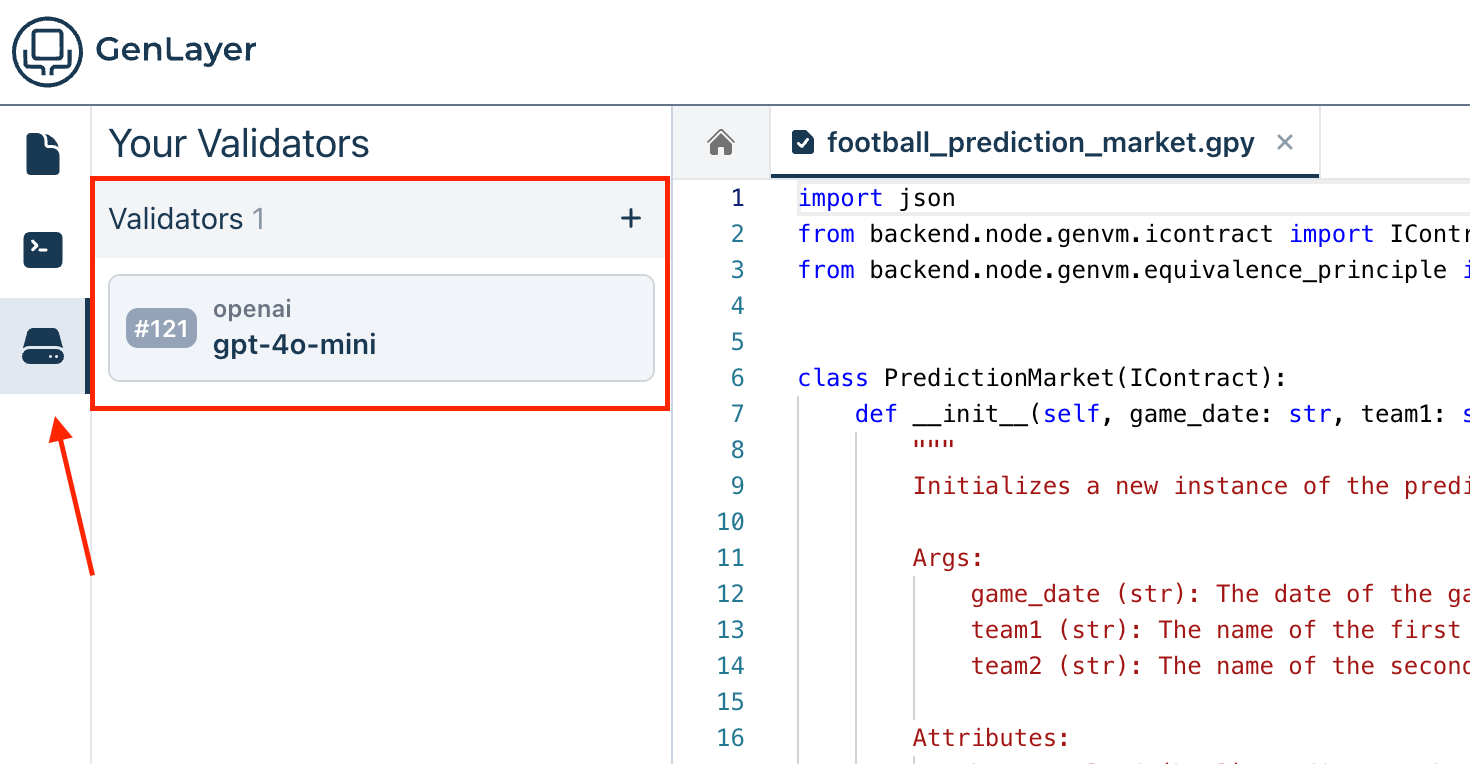 GenLayer
Your Validators
Validators 1 +
#121
openai
gpt-4o-mini
football_prediction_market.gpy ×
1 import json
2 from backend.node.genvm.icontract import
3 from backend.node.genvm.equivalence_principle
4
5
6 class PredictionMarket(IContract):
7 def __init__(self, game_date: str, team1:
8 """
9 Initializes a new instance of the
10
11 Args:
12 game_date (str): The date of the
13 team1 (str): The name of the first
14 team2 (str): The name of the
15
16 Attributes: